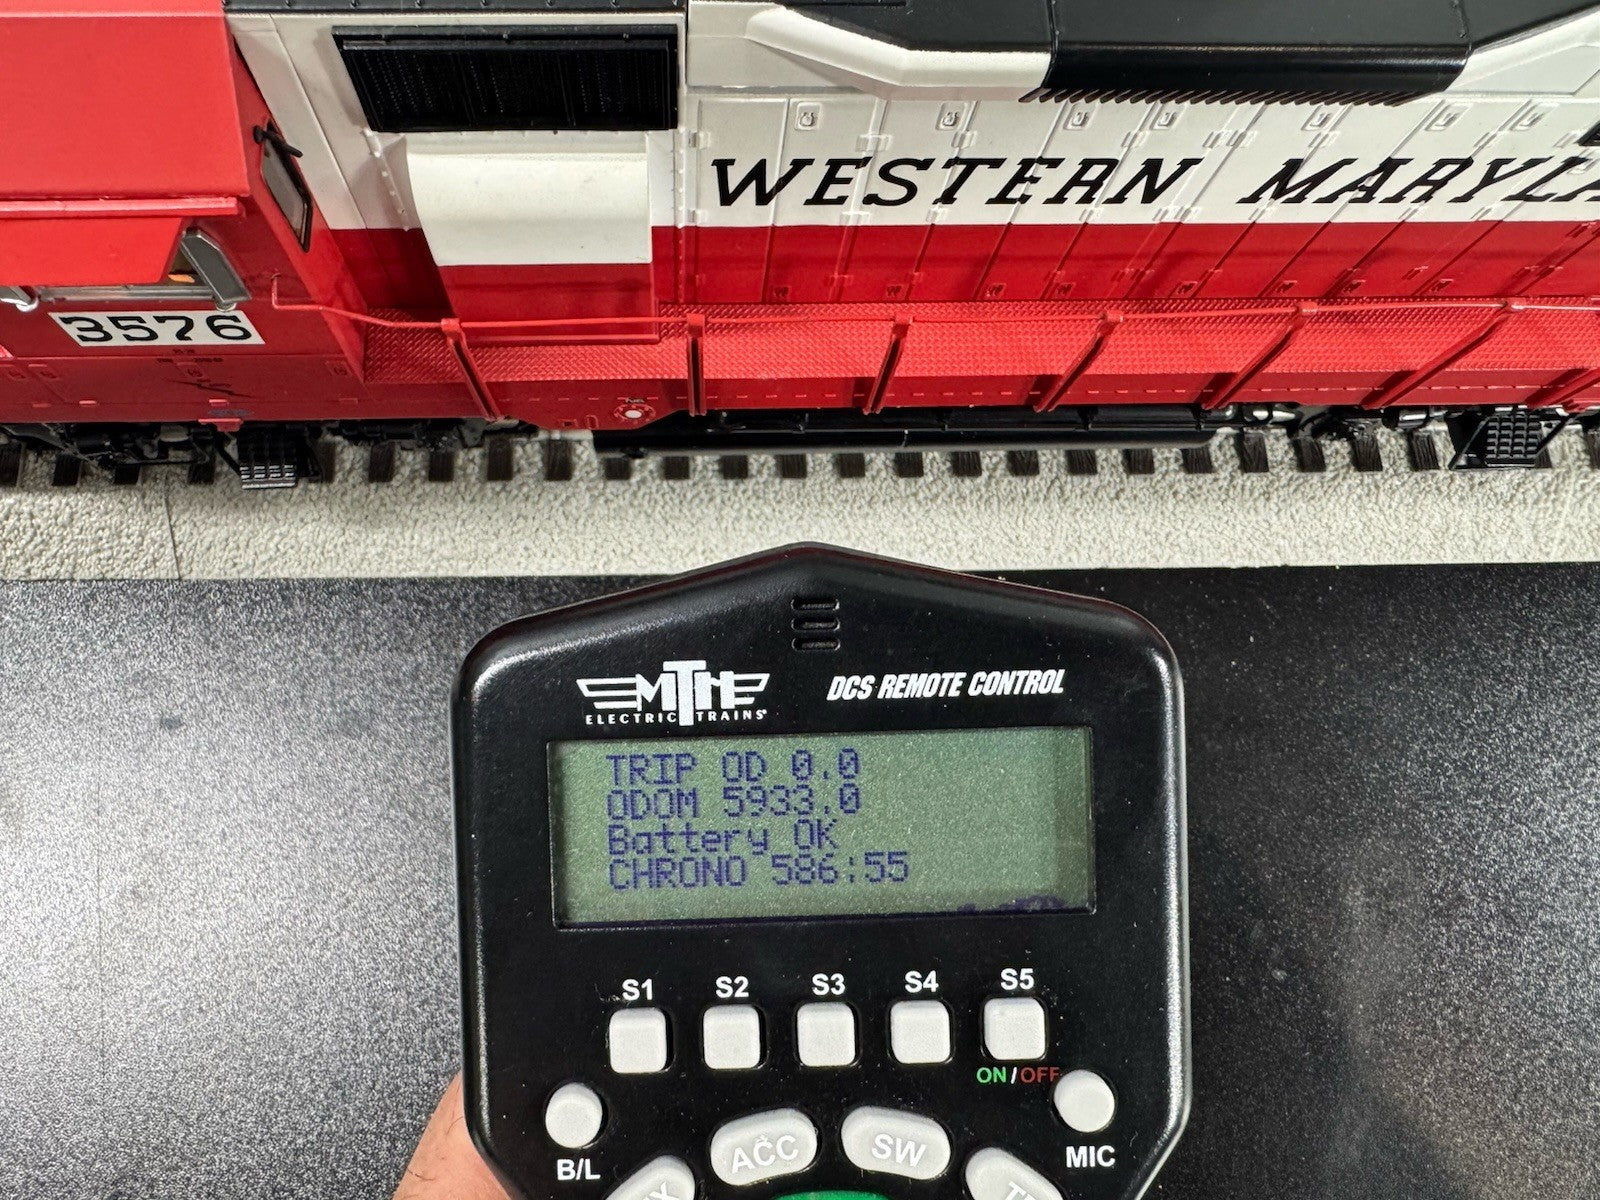 WESTERN MARYLA
3576
MTH
ELECTRIC TRAINS
DCS REMOTE CONTROL
TRIP OD 0.0
ODOM 5933.0
Battery OK
CHRONO 586:55
S1 S2 S3 S4 S5
ON/OFF
B/L ACC SW MIC